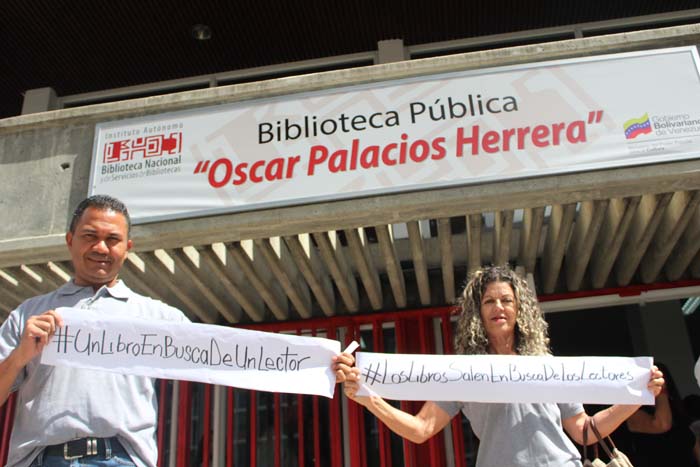 Instituto Autónomo
Biblioteca Nacional
y de Servicios de Bibliotecas
Biblioteca Pública
"Oscar Palacios Herrera"
Gobierno
Bolivariano
de Venezuela
#UnLibroEnBuscaDeUnLector
#LosLibrosSalenEnBuscaDeLosLectores